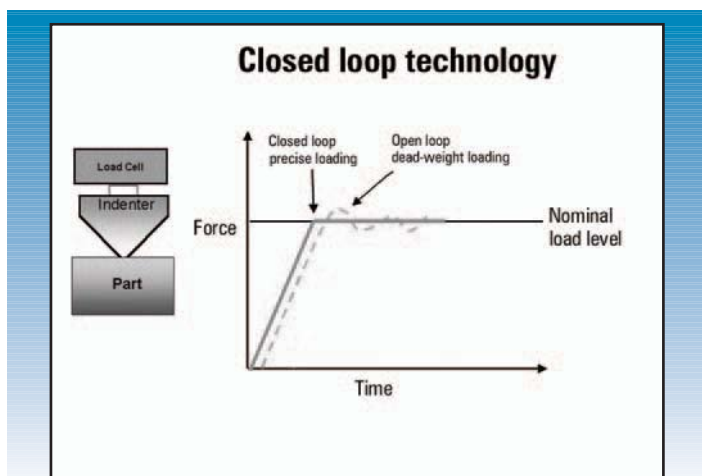 Closed loop technology
Closed loop
precise loading
Open loop
dead-weight loading
Load Cell
Indenter
Part
Force
Nominal
load level
Time